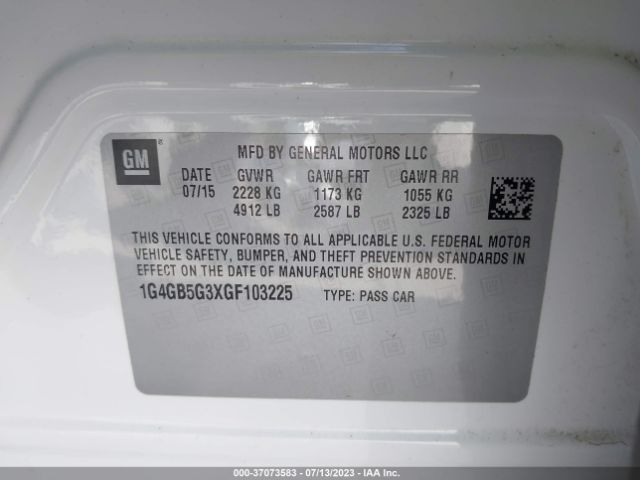 GM
MFD BY GENERAL MOTORS LLC
DATE GVWR GAWR FRT GAWR RR
07/15 2228 KG 1173 KG 1055 KG
4912 LB 2587 LB 2325 LB
THIS VEHICLE CONFORMS TO ALL APPLICABLE U.S. FEDERAL MOTOR
VEHICLE SAFETY, BUMPER, AND THEFT PREVENTION STANDARDS IN
EFFECT ON THE DATE OF MANUFACTURE SHOWN ABOVE.
1G4GB5G3XGF103225 TYPE: PASS CAR
000-37073583 - 07/13/2023 - IAA Inc.